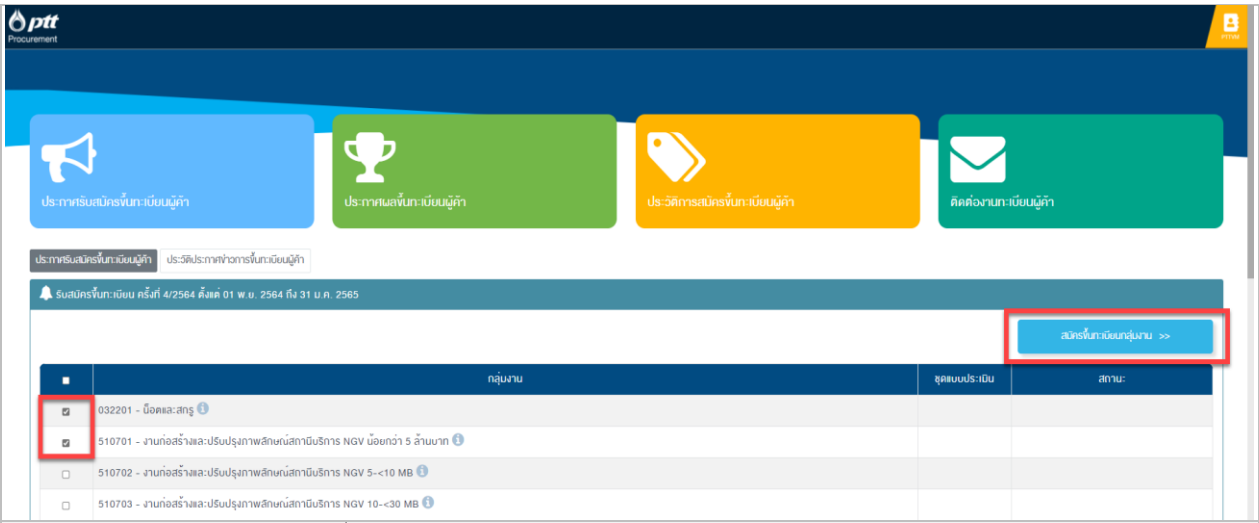 ptt
Procurement
PTTVM
ประกาศรับสมัครขึ้นทะเบียนผู้ค้า
ประกาศผลขึ้นทะเบียนผู้ค้า
ประวัติการสมัครขึ้นทะเบียนผู้ค้า
ติดต่องานทะเบียนผู้ค้า
ประกาศรับสมัครขึ้นทะเบียนผู้ค้า ประวัติประกาศข่าวการขึ้นทะเบียนผู้ค้า
รับสมัครขึ้นทะเบียน ครั้งที่ 4/2564 ตั้งแต่ 01 พ.ย. 2564 ถึง 31 ม.ค. 2565
สมัครขึ้นทะเบียนกลุ่มงาน >>
กลุ่มงาน ชุดแบบประเมิน สถานะ
032201 - น็อตและสกรู
510701 - งานก่อสร้างและปรับปรุงภาพลักษณ์สถานีบริการ NGV น้อยกว่า 5 ล้านบาท
510702 - งานก่อสร้างและปรับปรุงภาพลักษณ์สถานีบริการ NGV 5-<10 MB
510703 - งานก่อสร้างและปรับปรุงภาพลักษณ์สถานีบริการ NGV 10-<30 MB